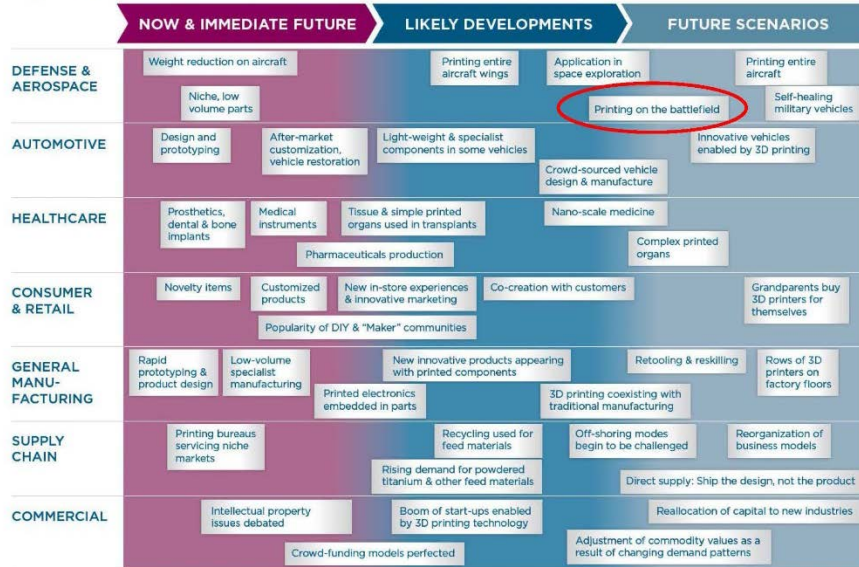 NOW & IMMEDIATE FUTURE
LIKELY DEVELOPMENTS
FUTURE SCENARIOS
DEFENSE &
AEROSPACE
Weight reduction on aircraft
Niche, low
volume parts
Printing entire
aircraft wings
Application in
space exploration
Printing on the battlefield
Printing entire
aircraft
Self-healing
military vehicles
AUTOMOTIVE
Design and
prototyping
After-market
customization,
vehicle restoration
Light-weight & specialist
components in some vehicles
Crowd-sourced vehicle
design & manufacture
Innovative vehicles
enabled by 3D printing
HEALTHCARE
Prosthetics,
dental & bone
implants
Medical
instruments
Tissue & simple printed
organs used in transplants
Pharmaceuticals production
Nano-scale medicine
Complex printed
organs
CONSUMER
& RETAIL
Novelty items
Customized
products
New in-store experiences
& innovative marketing
Popularity of DIY & "Maker" communities
Co-creation with customers
Grandparents buy
3D printers for
themselves
GENERAL
MANU-
FACTURING
Rapid
prototyping &
product design
Low-volume
specialist
manufacturing
Printed electronics
embedded in parts
New innovative products appearing
with printed components
3D printing coexisting with
traditional manufacturing
Retooling & reskilling
Rows of 3D
printers on
factory floors
SUPPLY
CHAIN
Printing bureaus
servicing niche
markets
Recycling used for
feed materials
Rising demand for powdered
titanium & other feed materials
Off-shoring modes
begin to be challenged
Reorganization of
business models
Direct supply: Ship the design, not the product
COMMERCIAL
Intellectual property
issues debated
Crowd-funding models perfected
Boom of start-ups enabled
by 3D printing technology
Adjustment of commodity values as a
result of changing demand patterns
Reallocation of capital to new industries